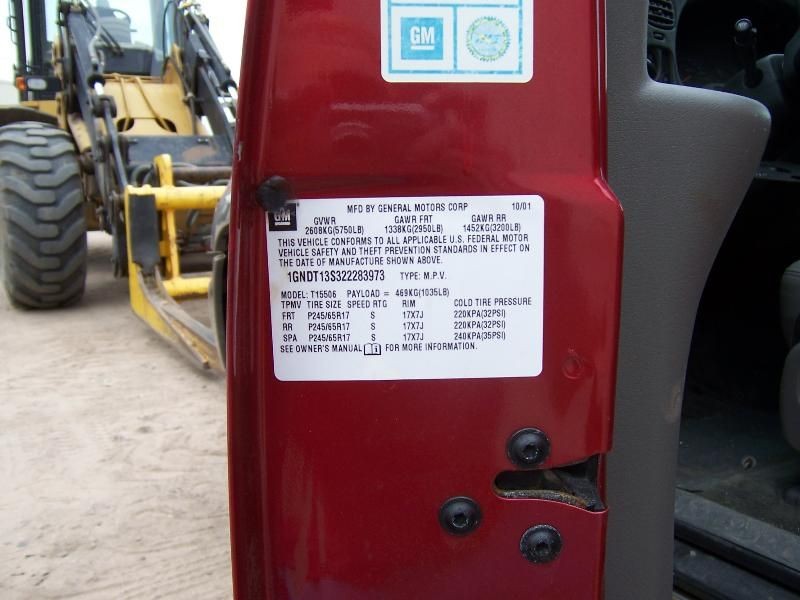 GM
GM
MFD BY GENERAL MOTORS CORP 10/01
GVWR GAWR FRT GAWR RR
2608KG(5750LB) 1338KG(2950LB) 1452KG(3200LB)
THIS VEHICLE CONFORMS TO ALL APPLICABLE U.S. FEDERAL MOTOR
VEHICLE SAFETY AND THEFT PREVENTION STANDARDS IN EFFECT ON
THE DATE OF MANUFACTURE SHOWN ABOVE.
1GNDT13S322283973 TYPE: M.P.V.
MODEL: T15506 PAYLOAD = 469KG(1035LB)
TPMV TIRE SIZE SPEED RTG RIM COLD TIRE PRESSURE
FRT P245/65R17 S 17X7J 220KPA(32PSI)
RR P245/65R17 S 17X7J 220KPA(32PSI)
SPA P245/65R17 S 17X7J 240KPA(35PSI)
SEE OWNER'S MANUAL FOR MORE INFORMATION.